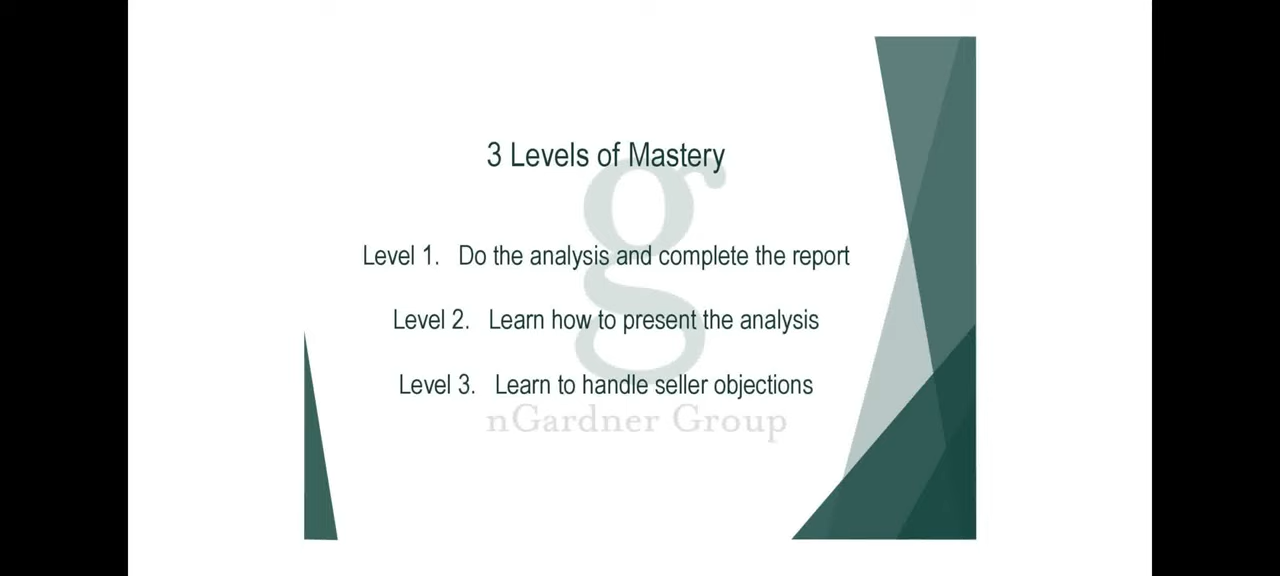 3 Levels of Mastery
Level 1. Do the analysis and complete the report
Level 2. Learn how to present the analysis
Level 3. Learn to handle seller objections
g
nGardner Group